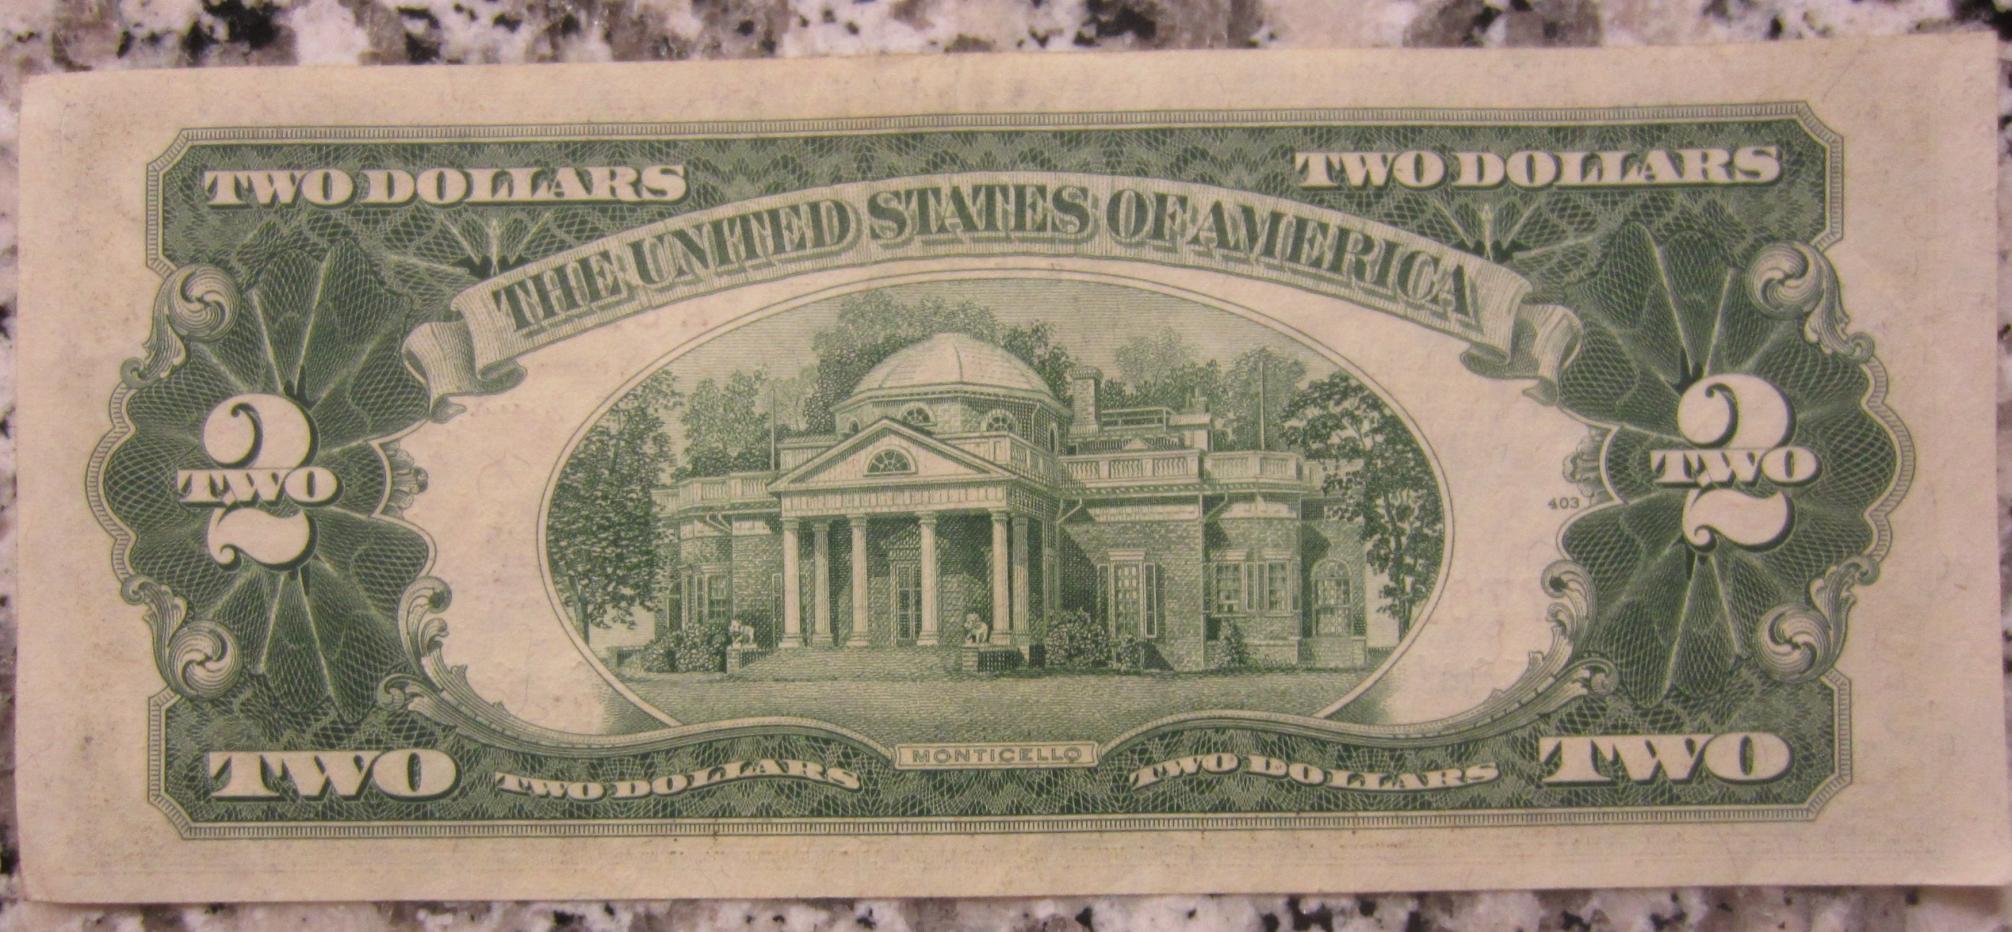 TWO DOLLARS
TWO DOLLARS
THE UNITED STATES OF AMERICA
2
TWO
2
TWO
403
TWO
TWO DOLLARS
MONTICELLO
TWO DOLLARS
TWO